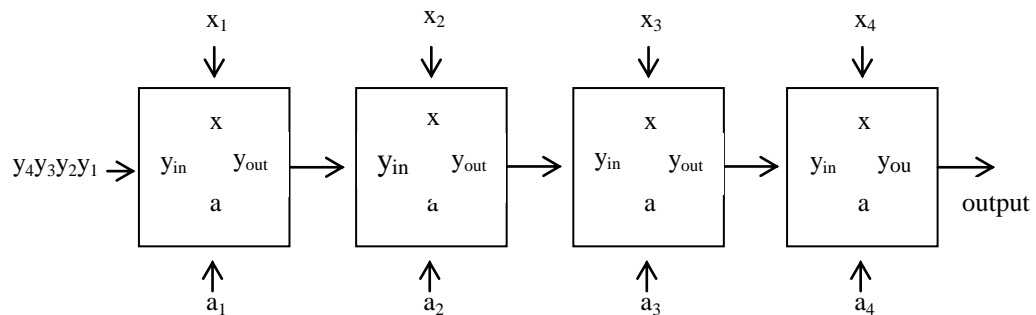 x₁ x₂ x₃ x₄
x x x x
y₄y₃y₂y₁ yᵢₙ yₒᵤₜ yᵢₙ yₒᵤₜ yᵢₙ yₒᵤₜ yᵢₙ yₒᵤ
a a a a output
a₁ a₂ a₃ a₄